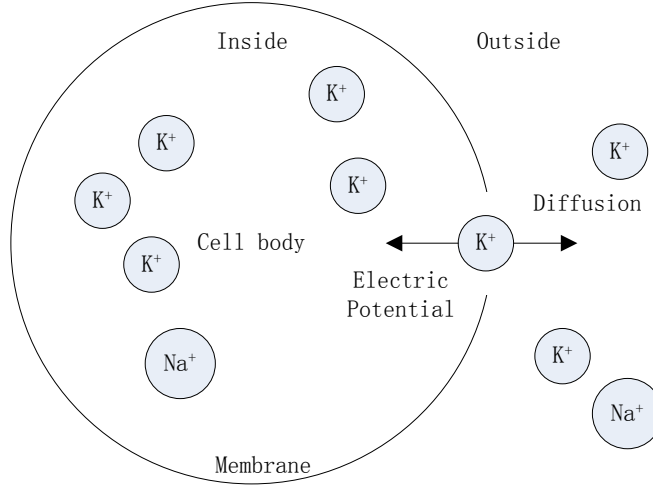 Inside
Outside
K⁺
K⁺
K⁺
K⁺
K⁺
Diffusion
Cell body
K⁺
K⁺
Electric
Potential
K⁺
Na⁺
Na⁺
Membrane